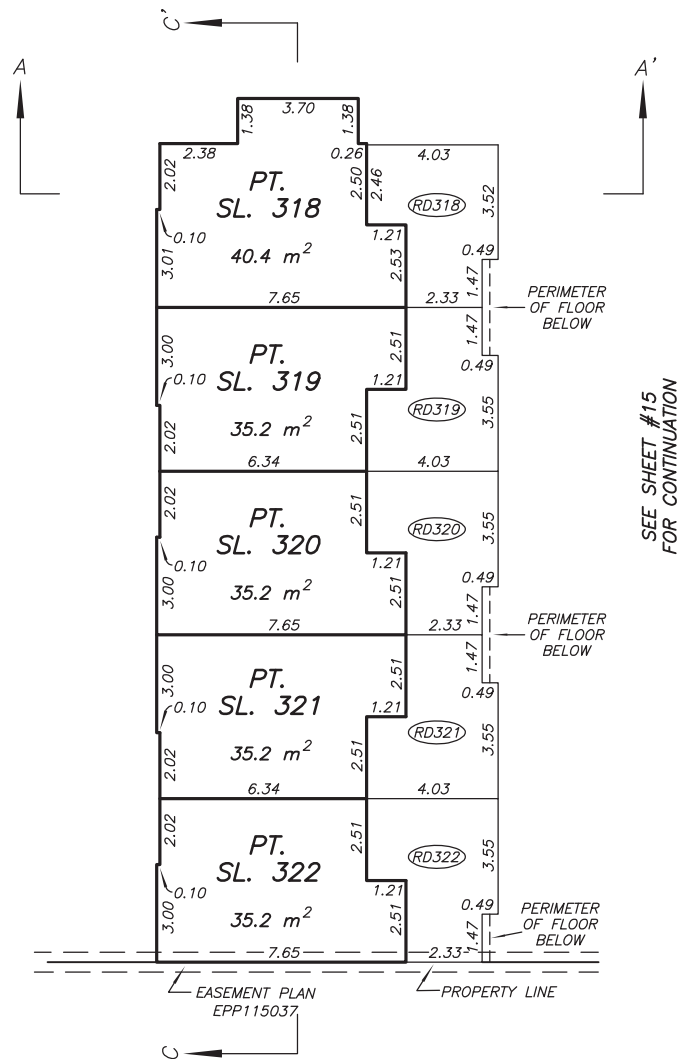 C'
A
A'
3.70
1.38
1.38
2.38
0.26
4.03
2.02
2.50
2.46
PT.
SL. 318
RD318
3.52
0.10
1.21
40.4 m²
0.49
3.01
2.53
1.47
7.65
2.33
PERIMETER
OF FLOOR
BELOW
3.00
PT.
SL. 319
2.51
1.47
0.10
1.21
0.49
RD319
2.02
35.2 m²
2.51
3.55
6.34
4.03
SEE SHEET #15
FOR CONTINUATION
2.02
PT.
SL. 320
2.51
RD320
3.55
0.10
1.21
0.49
3.00
35.2 m²
2.51
1.47
7.65
2.33
PERIMETER
OF FLOOR
BELOW
3.00
PT.
SL. 321
2.51
1.47
0.10
1.21
0.49
RD321
2.02
35.2 m²
2.51
3.55
6.34
4.03
2.02
PT.
SL. 322
2.51
RD322
3.55
0.10
1.21
0.49
3.00
35.2 m²
2.51
1.47
PERIMETER
OF FLOOR
BELOW
7.65
2.33
EASEMENT PLAN
EPP115037
PROPERTY LINE
C